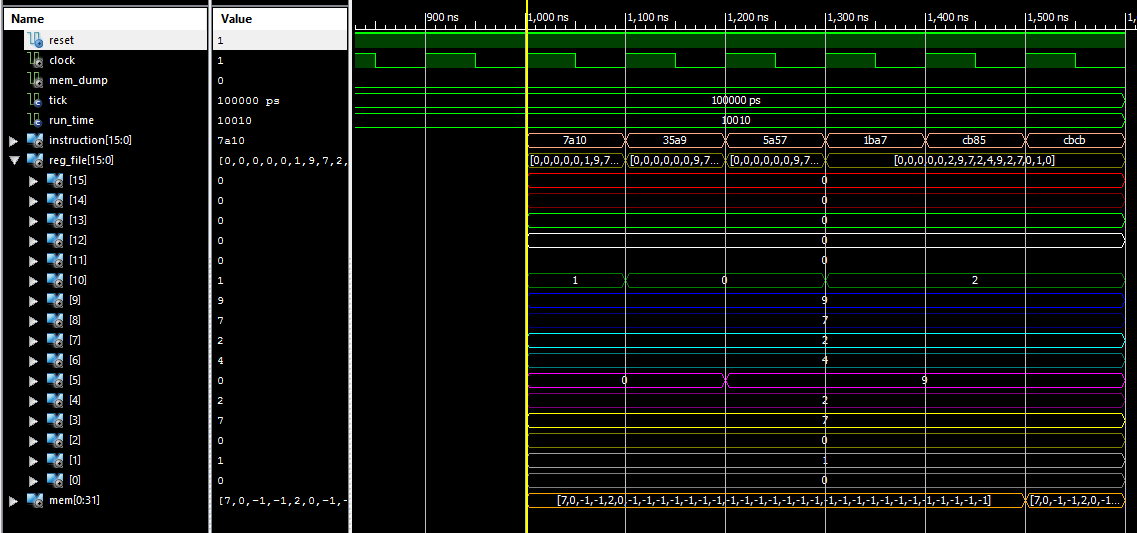 Name Value 900 ns 1,000 ns 1,100 ns 1,200 ns 1,300 ns 1,400 ns 1,500 ns 1,
reset 1
clock 1
mem_dump 0
tick 100000 ps 100000 ps
run_time 10010 10010
instruction[15:0] 7a10 7a10 35a9 5a57 1ba7 cb85 cbcb
reg_file[15:0] [0,0,0,0,0,1,9,7,2, [0,0,0,0,0,1,9,7... [0,0,0,0,0,0,9,7... [0,0,0,0,0,0,9,7... [0,0,0,0,0,2,9,7,2,4,9,2,7,0,1,0]
[15] 0 0
[14] 0 0
[13] 0 0
[12] 0 0
[11] 0 0
[10] 1 1 0 2
[9] 9 9
[8] 7 7
[7] 2 2
[6] 4 4
[5] 0 0 9
[4] 2 2
[3] 7 7
[2] 0 0
[1] 1 1
[0] 0 0
mem[0:31] [7,0,-1,-1,2,0,-1,- [7,0,-1,-1,2,0,-1,-1,-1,-1,-1,-1,-1,-1,-1,-1,-1,-1,-1,-1,-1,-1,-1,-1,-1,-1,-1,-1,-1,-1,-1,-1] [7,0,-1,-1,2,0,-1...